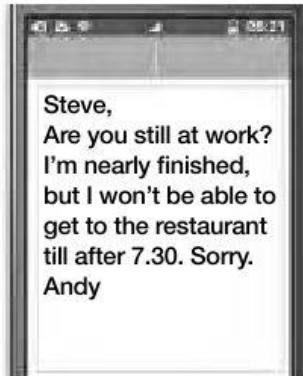 Steve,
Are you still at work?
I'm nearly finished,
but I won't be able to
get to the restaurant
till after 7.30. Sorry.
Andy